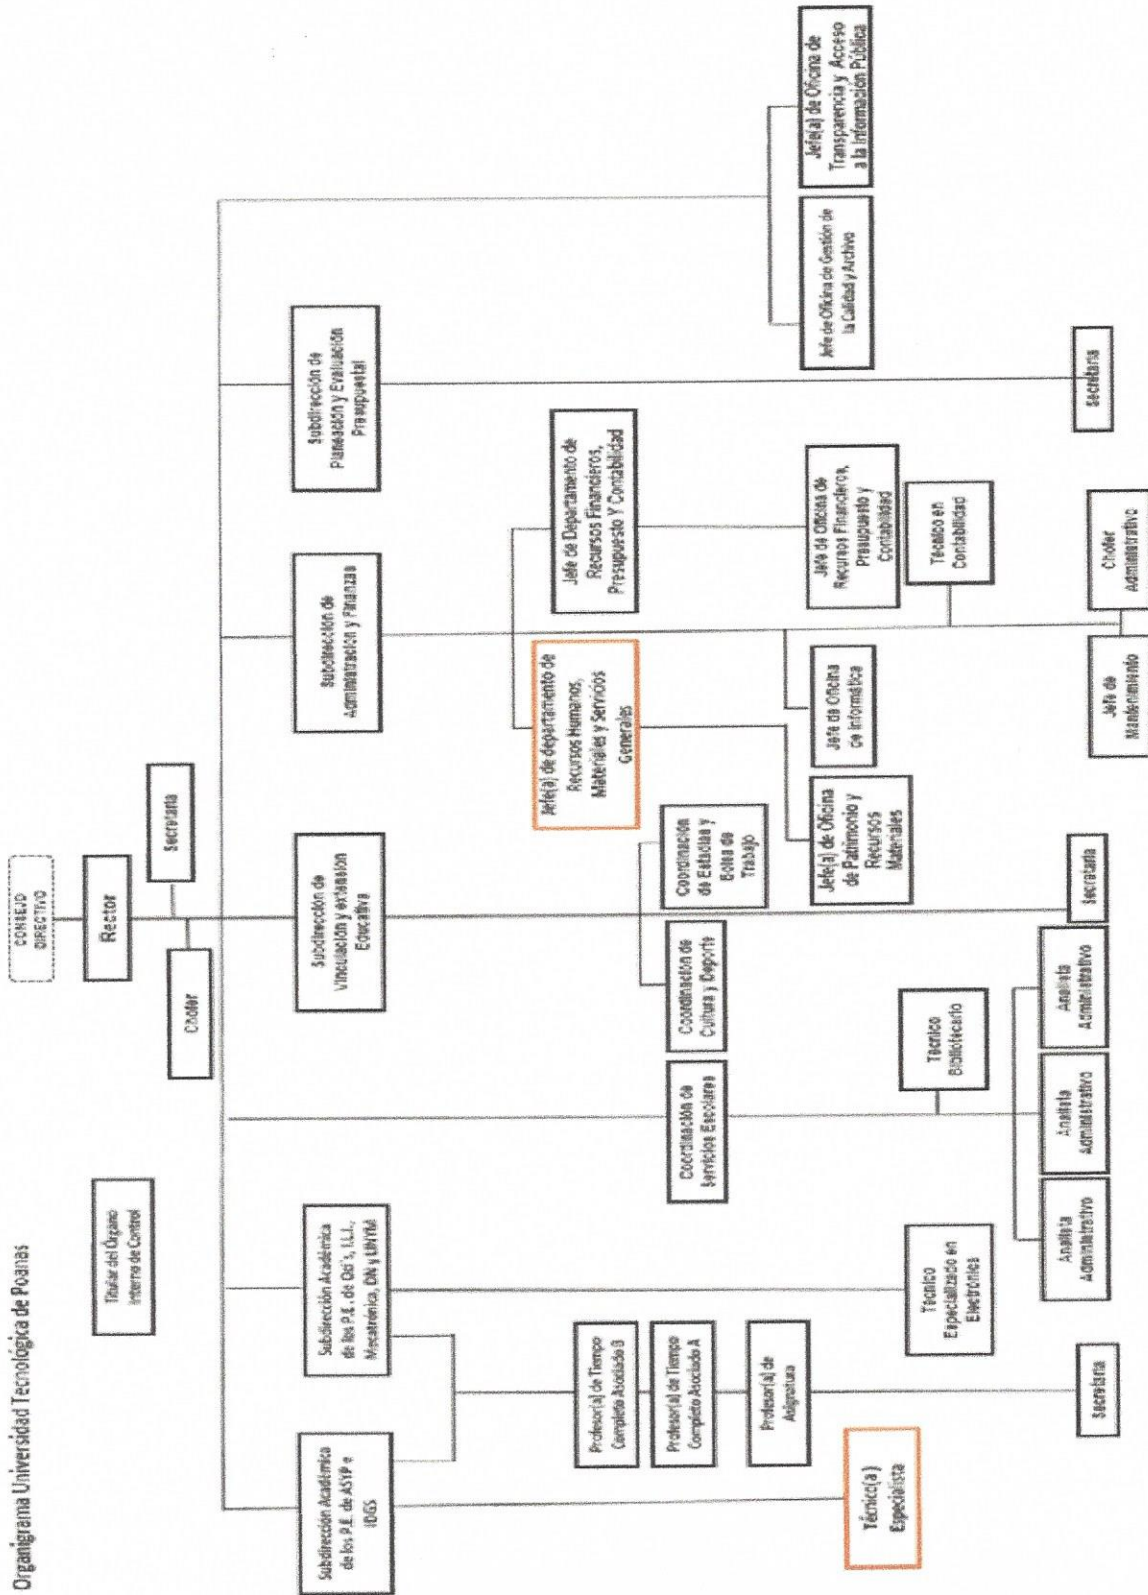 Organigrama Universidad Tecnológica de Poanas
CONSEJO
DIRECTIVO
Rector
Titular del Órgano
Interno de Control
Secretaria
Chofer
Subdirección Académica
de los P.E. de ASYP e
IDGS
Subdirección Académica
de los P.E. de
Mecatrónica, DN y
Subdirección de
Vinculación y extensión
Educativa
Subdirección de
Administración y Finanzas
Subdirección de
Planeación y Evaluación
Presupuestal
Profesor(a) de Tiempo
Completo Asociado B
Profesor(a) de Tiempo
Completo Asociado A
Profesor(a) de
Asignatura
Jefe(a) de departamento de
Recursos Humanos,
Materiales y Servicios
Generales
Jefe de Departamento de
Recursos Financieros,
Presupuesto Y Contabilidad
Coordinación de
Servicios Escolares
Coordinación de
Cultura y Deporte
Coordinación
de Estadías y
Bolsa de
Trabajo
Jefe(a) de Oficina
de Patrimonio y
Recursos
Materiales
Jefe de Oficina
de Informática
Jefe de Oficina de
Recursos Financieros,
Presupuesto y
Contabilidad
Jefe de Oficina de Gestión de
la Calidad y Archivo
Jefe(a) de Oficina de
Transparencia y Acceso
a la Información Pública
Técnico(a)
Especialista
Técnico
Especializado en
Electrónica
Técnico
Bibliotecario
Técnico en
Contabilidad
Secretaria
Analista
Administrativo
Analista
Administrativo
Analista
Administrativo
Secretaria
Jefe de
Mantenimiento
Chofer
Administrativo
Secretaria